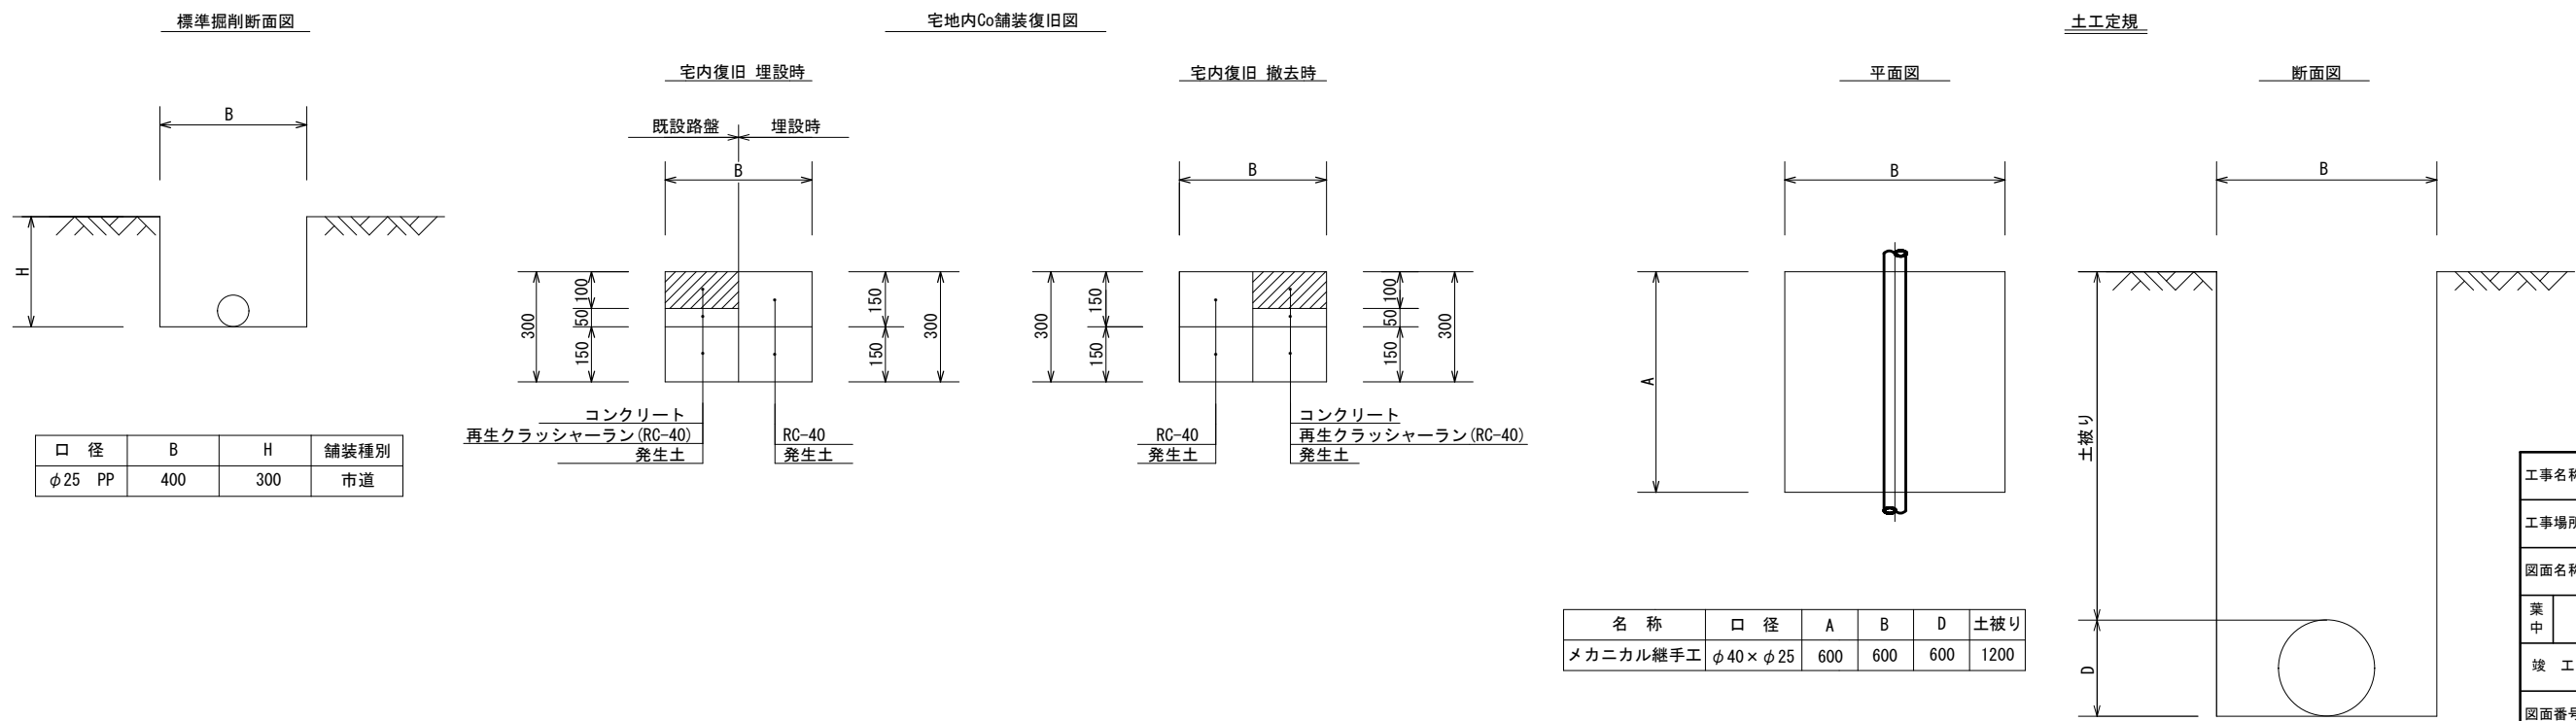 標準掘削断面図
B
H
口 径 B H 舗装種別
φ25 PP 400 300 市道
宅地内Co舗装復旧図
宅内復旧 埋設時
既設路盤 埋設時
B
300
100
50
150
150
150
300
コンクリート
再生クラッシャーラン(RC-40)
発生土
RC-40
発生土
宅内復旧 撤去時
B
300
150
150
100
50
150
300
RC-40
発生土
コンクリート
再生クラッシャーラン(RC-40)
発生土
土工定規
平面図
B
A
名 称 口 径 A B D 土被り
メカニカル継手工 φ40×φ25 600 600 600 1200
断面図
B
土被り
D
工事名称
工事場所
図面名称
葉中
竣 工
図面番号